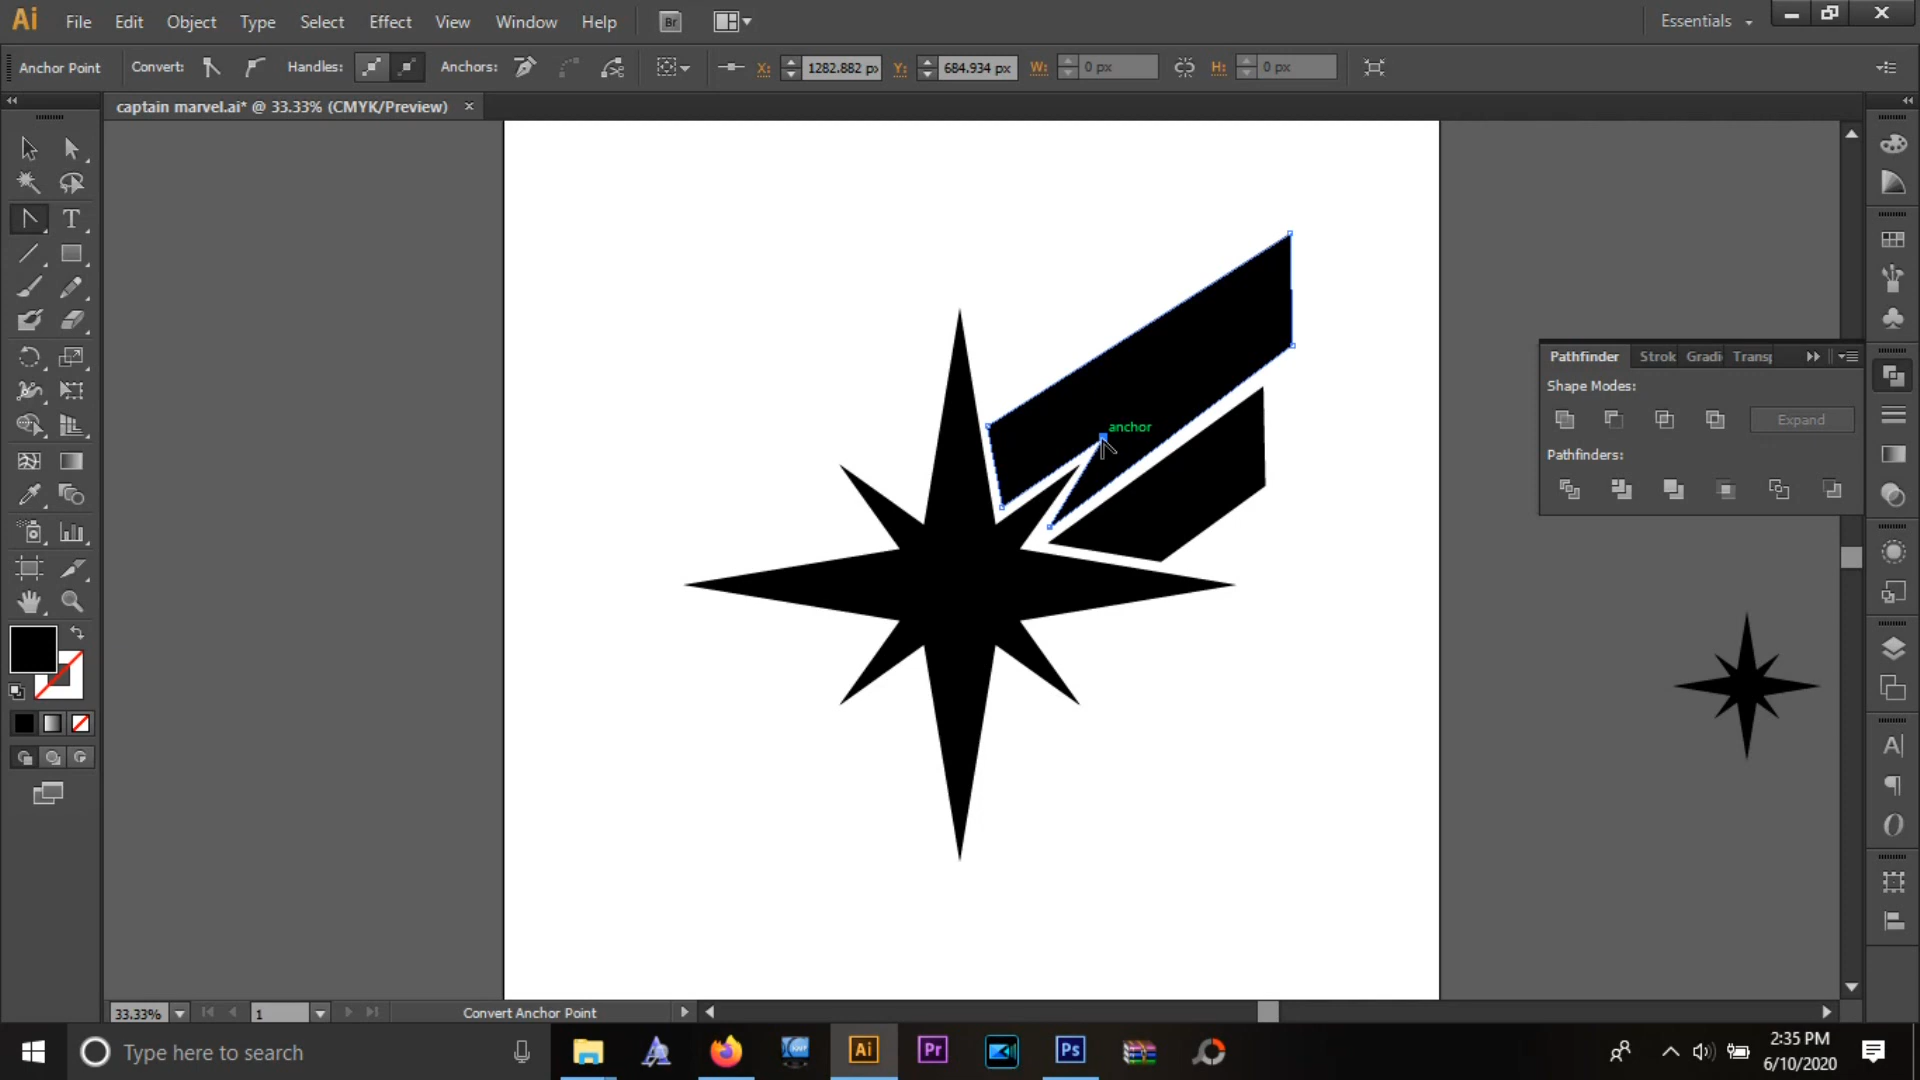 Ai File Edit Object Type Select Effect View Window Help Br Essentials
Anchor Point Convert: Handles: Anchors: X: 1282.882 px Y: 684.934 px W: 0 px H: 0 px
captain marvel.ai* @ 33.33% (CMYK/Preview)
anchor
Pathfinder Strok Gradi Transp
Shape Modes:
Expand
Pathfinders:
33.33% 1 Convert Anchor Point
Type here to search
Ai Pr Ps
2:35 PM
6/10/2020